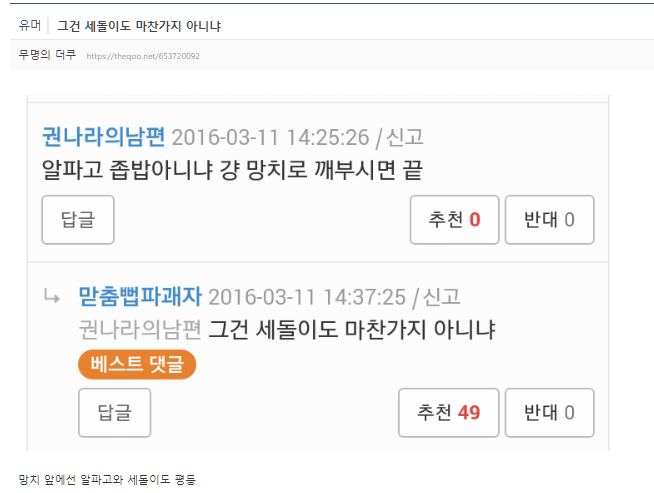 유머 그건 세돌이도 마찬가지 아니냐
무명의 더쿠 https://theqoo.net/653720092
권나라의남편 2016-03-11 14:25:26 /신고
알파고 좁밥아니냐 걍 망치로 깨부시면 끝
답글 추천 0 반대 0
맏춤뻡파괘자 2016-03-11 14:37:25 /신고
권나라의남편 그건 세돌이도 마찬가지 아니냐
베스트 댓글
답글 추천 49 반대 0
망치 앞에선 알파고와 세돌이도 평등